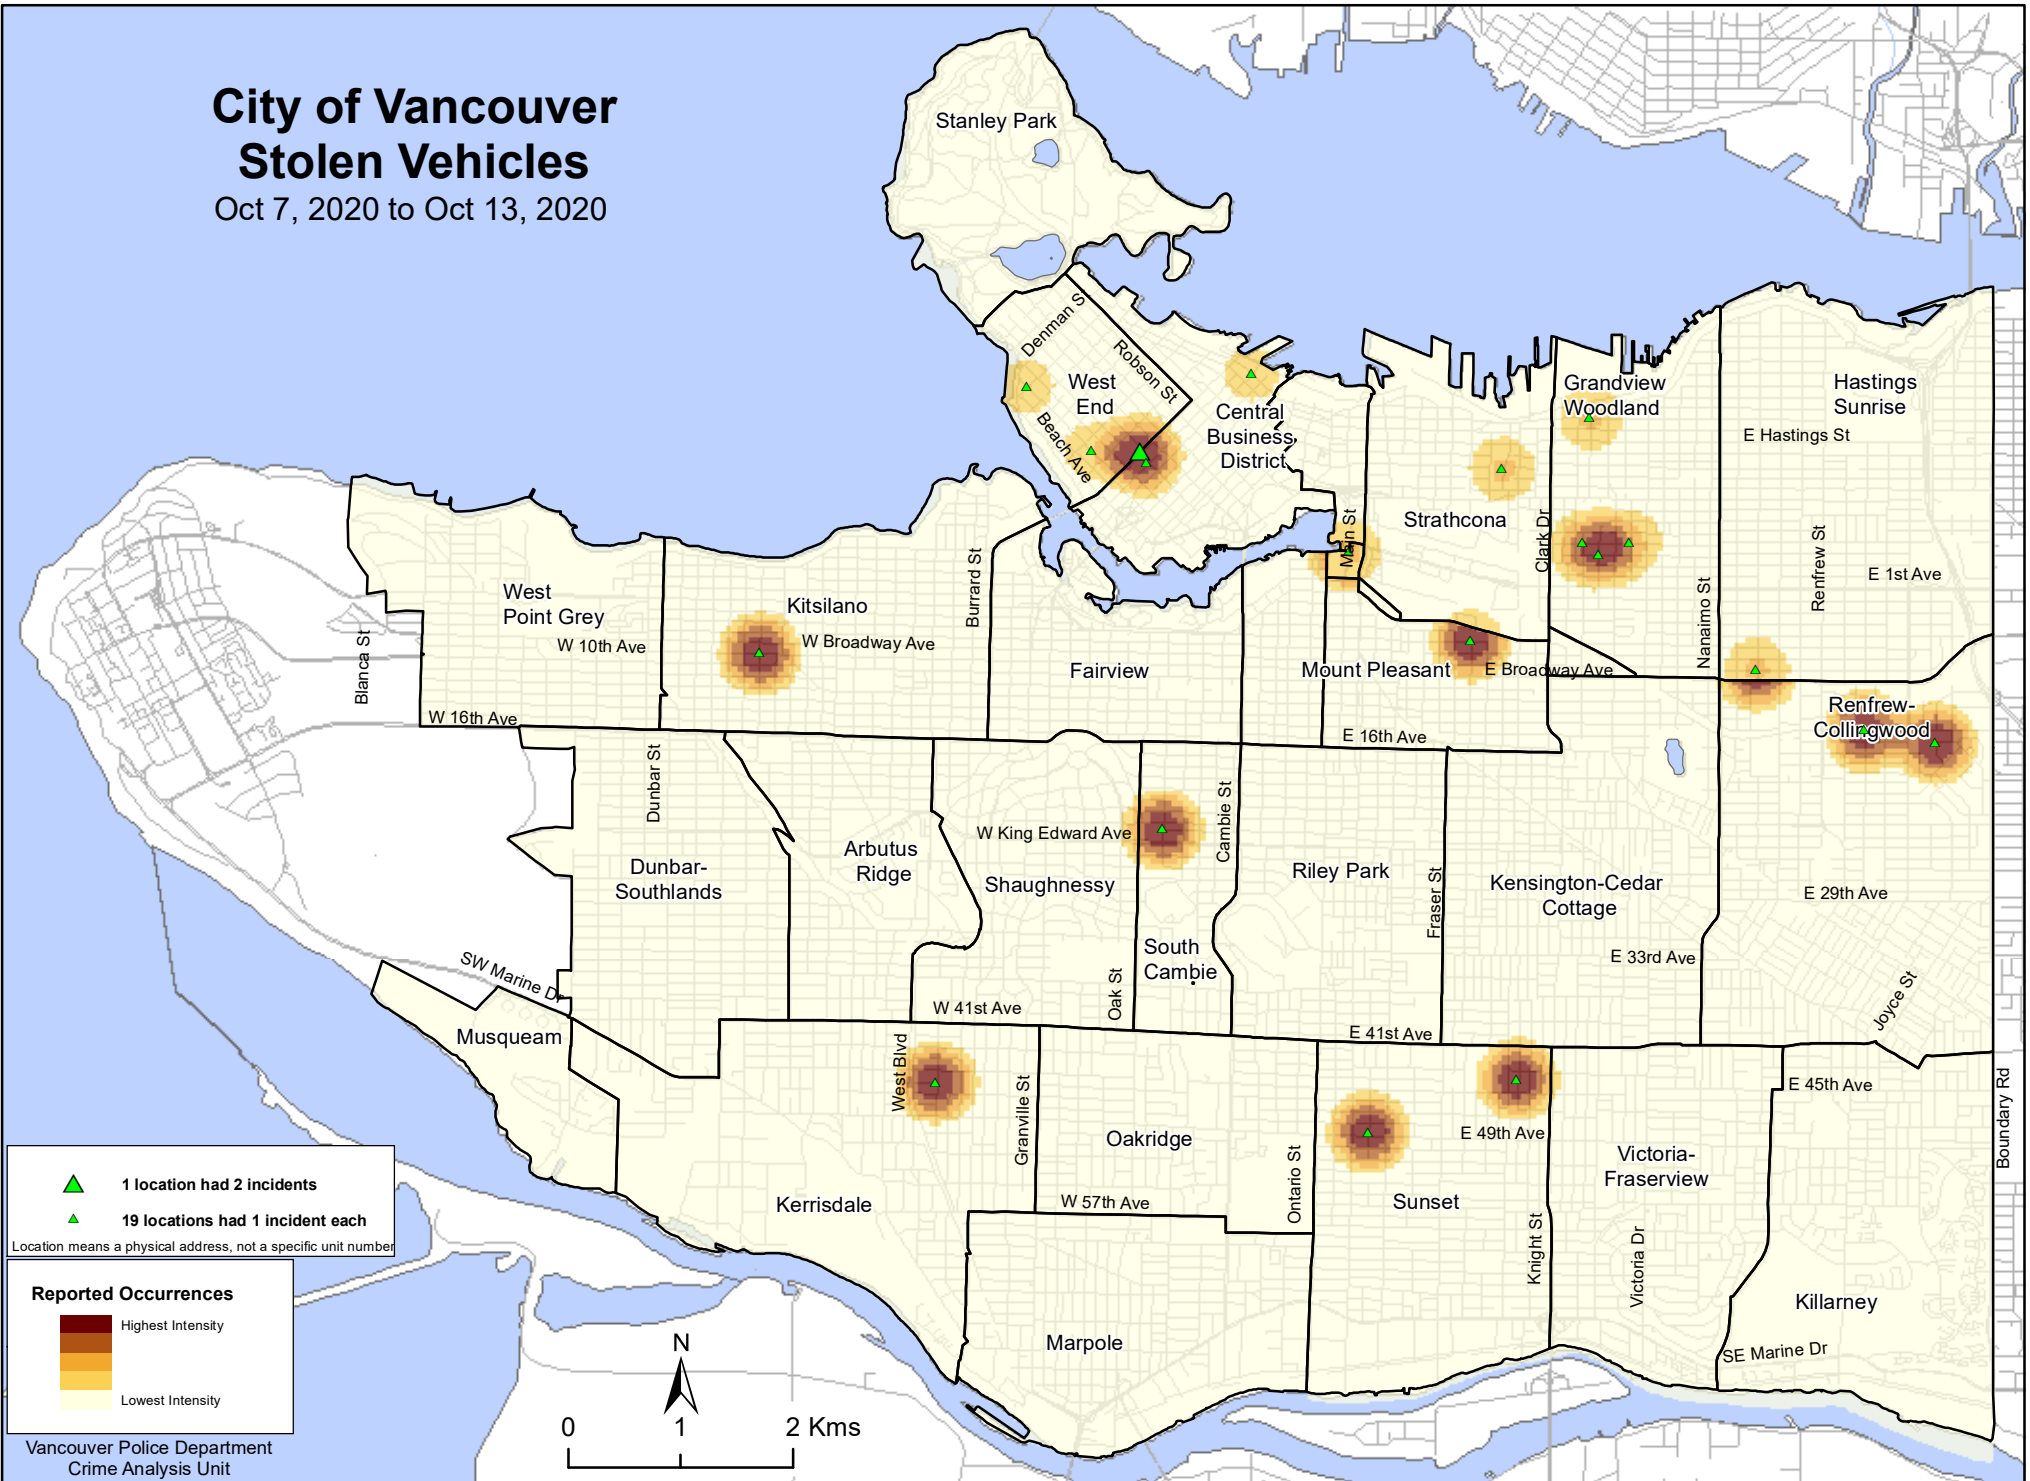 City of Vancouver
Stolen Vehicles
Oct 7, 2020 to Oct 13, 2020
Stanley Park
Denman S
Robson St
West
End
Beach Ave
Central
Business
District
Grandview
Woodland
Hastings
Sunrise
E Hastings St
Strathcona
Main St
Clark Dr
Nanaimo St
Renfrew St
E 1st Ave
West
Point Grey
W 10th Ave
Blanca St
Kitsilano
W Broadway Ave
Burrard St
Fairview
Mount Pleasant
E Broadway Ave
Renfrew-
Collingwood
W 16th Ave
E 16th Ave
Dunbar St
Dunbar-
Southlands
Arbutus
Ridge
W King Edward Ave
Shaughnessy
Cambie St
Riley Park
Fraser St
Kensington-Cedar
Cottage
E 29th Ave
E 33rd Ave
South
Cambie
Oak St
Joyce St
SW Marine Dr
Musqueam
W 41st Ave
E 41st Ave
West Blvd
Granville St
Oakridge
Ontario St
E 49th Ave
E 45th Ave
Boundary Rd
Victoria-
Fraserview
Kerrisdale
W 57th Ave
Sunset
Knight St
Victoria Dr
Killarney
Marpole
SE Marine Dr
1 location had 2 incidents
19 locations had 1 incident each
Location means a physical address, not a specific unit number
Reported Occurrences
Highest Intensity
Lowest Intensity
N
0 1 2 Kms
Vancouver Police Department
Crime Analysis Unit